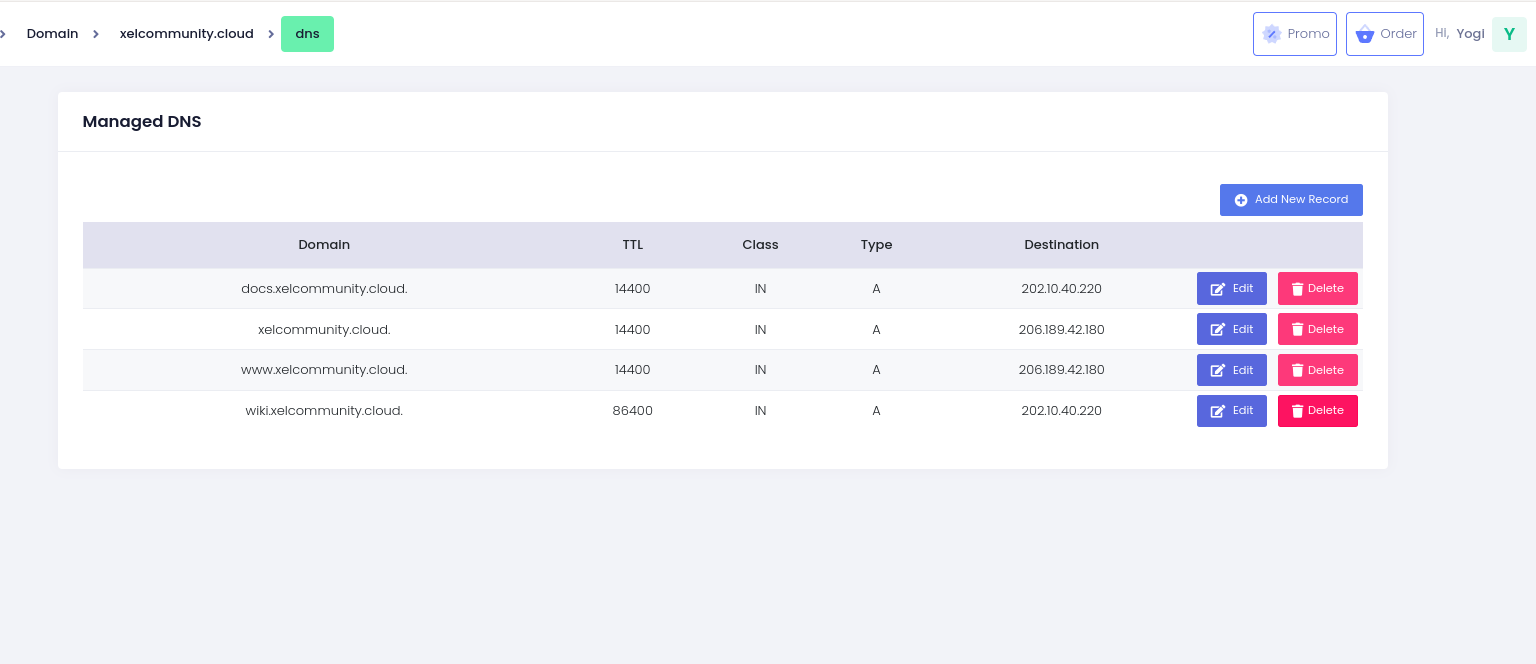 Domain xelcommunity.cloud dns Promo Order HI, Yogi Y
Managed DNS
Add New Record
Domain TTL Class Type Destination
docs.xelcommunity.cloud. 14400 IN A 202.10.40.220 Edit Delete
xelcommunity.cloud. 14400 IN A 206.189.42.180 Edit Delete
www.xelcommunity.cloud. 14400 IN A 206.189.42.180 Edit Delete
wiki.xelcommunity.cloud. 86400 IN A 202.10.40.220 Edit Delete